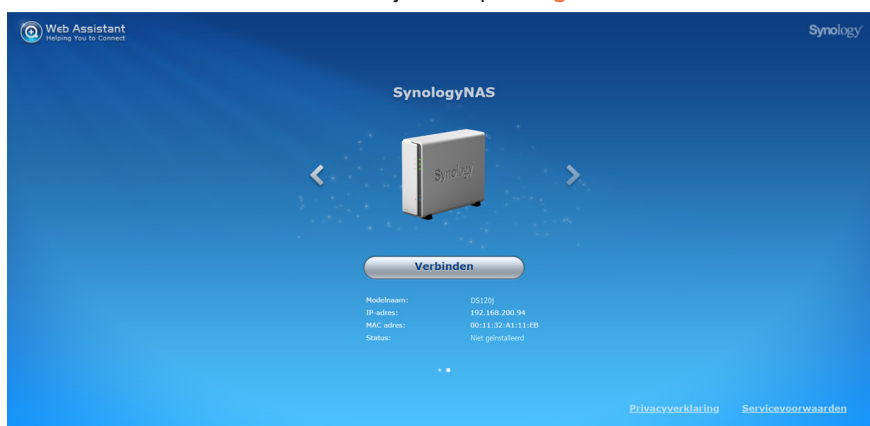 Web Assistant
Helping You to Connect
Synology
SynologyNAS
Synology
Verbinden
Modelnaam: DS120j
IP-adres: 192.168.200.94
MAC adres: 00:11:32:A1:11:EB
Status: Niet geïnstalleerd
Privacyverklaring Servicevoorwaarden